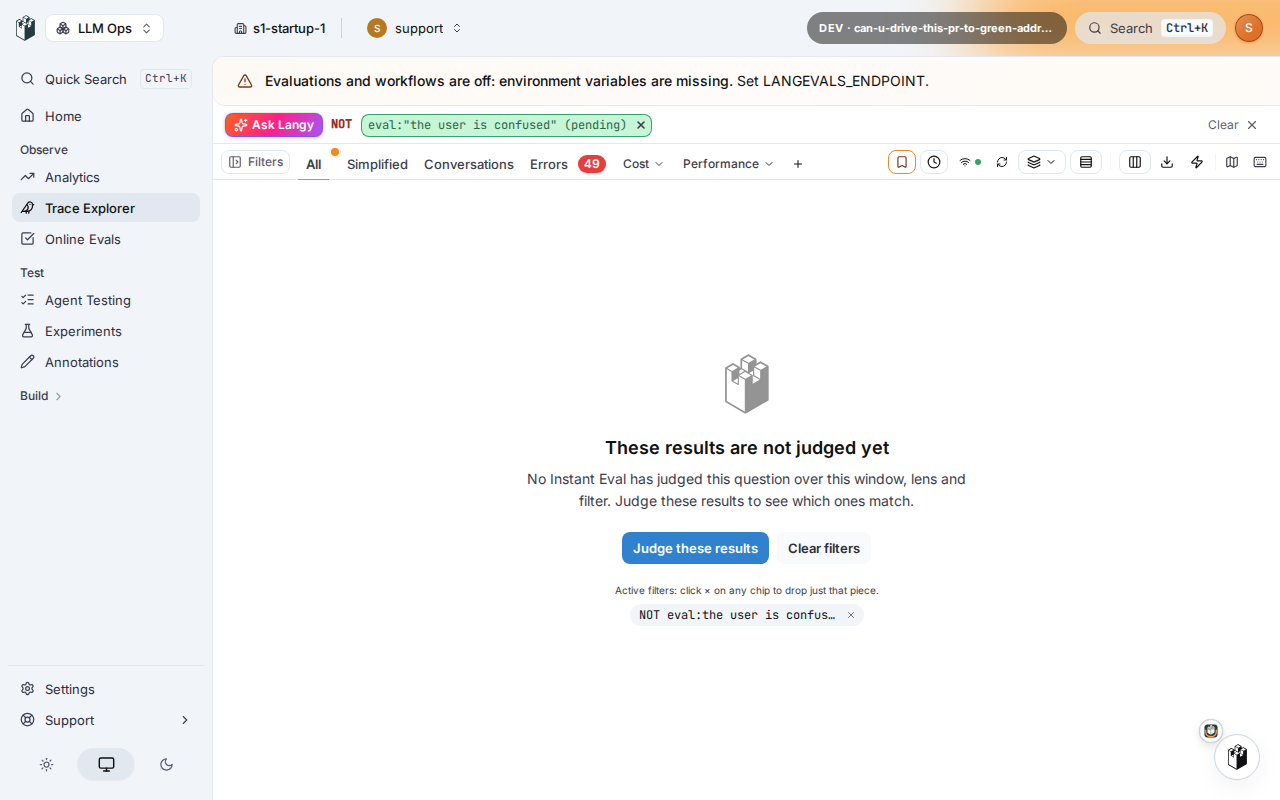 LLM Ops
s1-startup-1
S
support
DEV · can-u-drive-this-pr-to-green-addr...
Search
Ctrl+K
S
Quick Search
Ctrl+K
Home
Observe
Analytics
Trace Explorer
Online Evals
Test
Agent Testing
Experiments
Annotations
Build
Settings
Support
Evaluations and workflows are off: environment variables are missing. Set LANGEVALS_ENDPOINT.
Ask Langy
NOT
eval:"the user is confused" (pending)
Clear
Filters
All
Simplified
Conversations
Errors
49
Cost
Performance
These results are not judged yet
No Instant Eval has judged this question over this window, lens and
filter. Judge these results to see which ones match.
Judge these results
Clear filters
Active filters: click × on any chip to drop just that piece.
NOT eval:the user is confus…